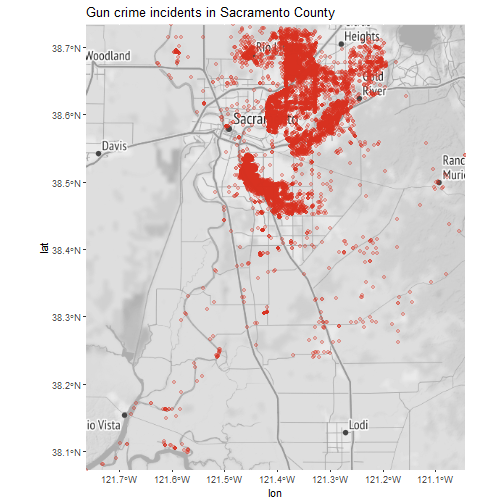 Gun crime incidents in Sacramento County
Heights
Woodland
Rio L
Gold
River
Sacramento
Davis
Ranc
Murie
io Vista
Lodi
38.7°N
38.6°N
38.5°N
38.4°N
38.3°N
38.2°N
38.1°N
lat
121.7°W
121.6°W
121.5°W
121.4°W
121.3°W
121.2°W
121.1°W
lon